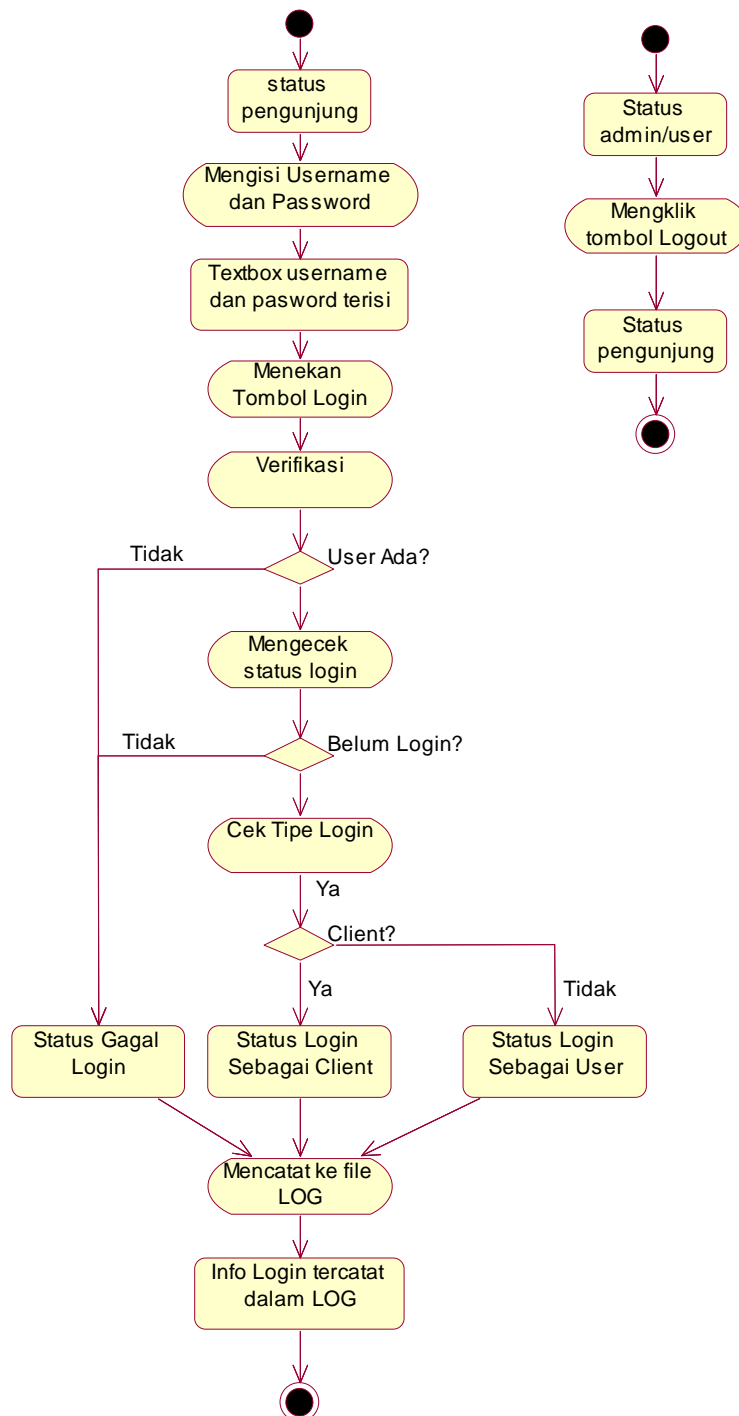 status
pengunjung
Mengisi Username
dan Password
Textbox username
dan pasword terisi
Menekan
Tombol Login
Verifikasi
Tidak
User Ada?
Mengecek
status login
Tidak
Belum Login?
Cek Tipe Login
Ya
Client?
Ya
Tidak
Status Gagal
Login
Status Login
Sebagai Client
Status Login
Sebagai User
Mencatat ke file
LOG
Info Login tercatat
dalam LOG
Status
admin/user
Mengklik
tombol Logout
Status
pengunjung